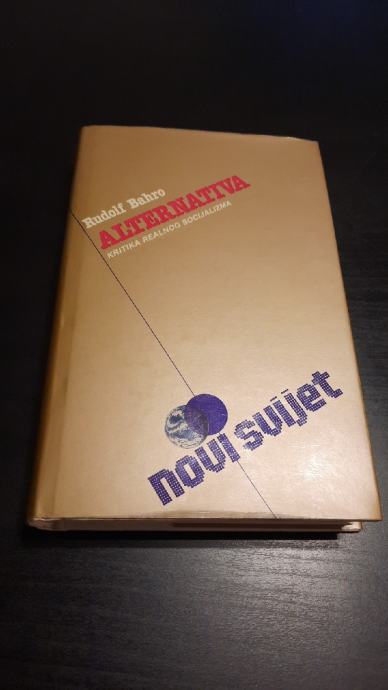 Rudolf Bahro
ALTERNATIVA
KRITIKA REALNOG SOCIJALIZMA
novi svijet